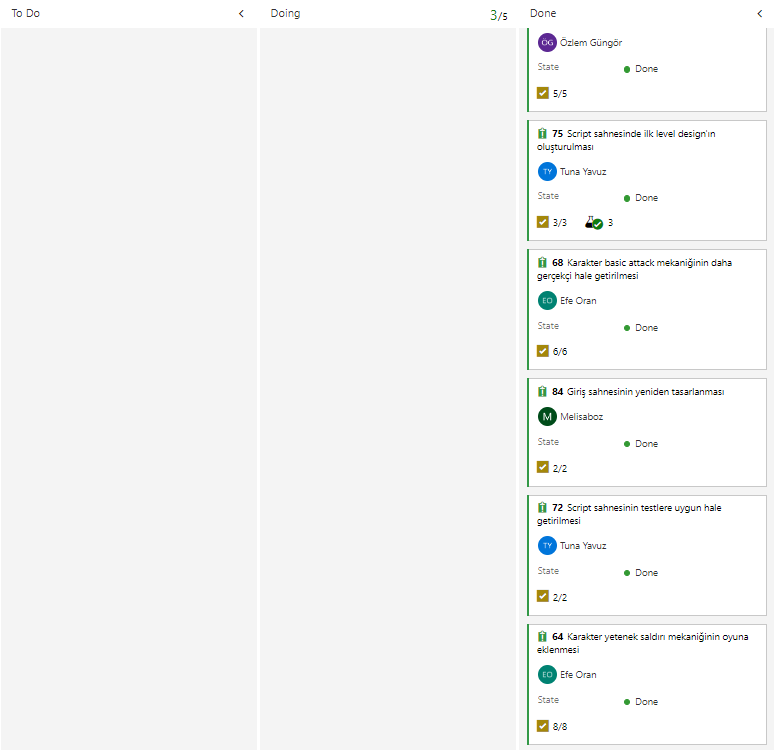 To Do
Doing
3/5
Done
ÖG Özlem Güngör
State Done
5/5
75 Script sahnesinde ilk level design'ın
oluşturulması
TY Tuna Yavuz
State Done
3/3 3
68 Karakter basic attack mekaniğinin daha
gerçekçi hale getirilmesi
EO Efe Oran
State Done
6/6
84 Giriş sahnesinin yeniden tasarlanması
M Melisaboz
State Done
2/2
72 Script sahnesinin testlere uygun hale
getirilmesi
TY Tuna Yavuz
State Done
2/2
64 Karakter yetenek saldırı mekaniğinin oyuna
eklenmesi
EO Efe Oran
State Done
8/8